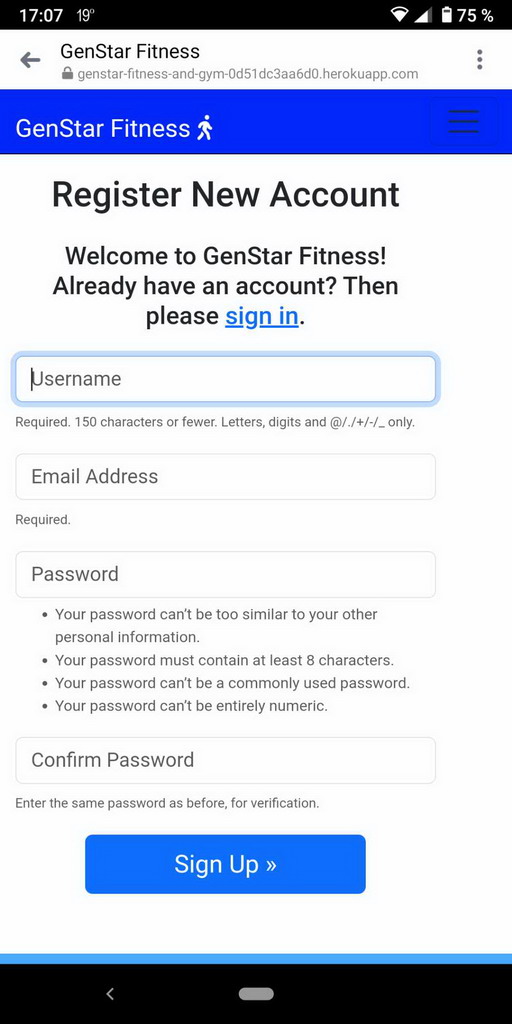 17:07 19° 75 %
GenStar Fitness
genstar-fitness-and-gym-0d51dc3aa6d0.herokuapp.com
GenStar Fitness
Register New Account
Welcome to GenStar Fitness!
Already have an account? Then
please sign in.
Username
Required. 150 characters or fewer. Letters, digits and @/./+/-/_ only.
Email Address
Required.
Password
• Your password can’t be too similar to your other
personal information.
• Your password must contain at least 8 characters.
• Your password can’t be a commonly used password.
• Your password can’t be entirely numeric.
Confirm Password
Enter the same password as before, for verification.
Sign Up »